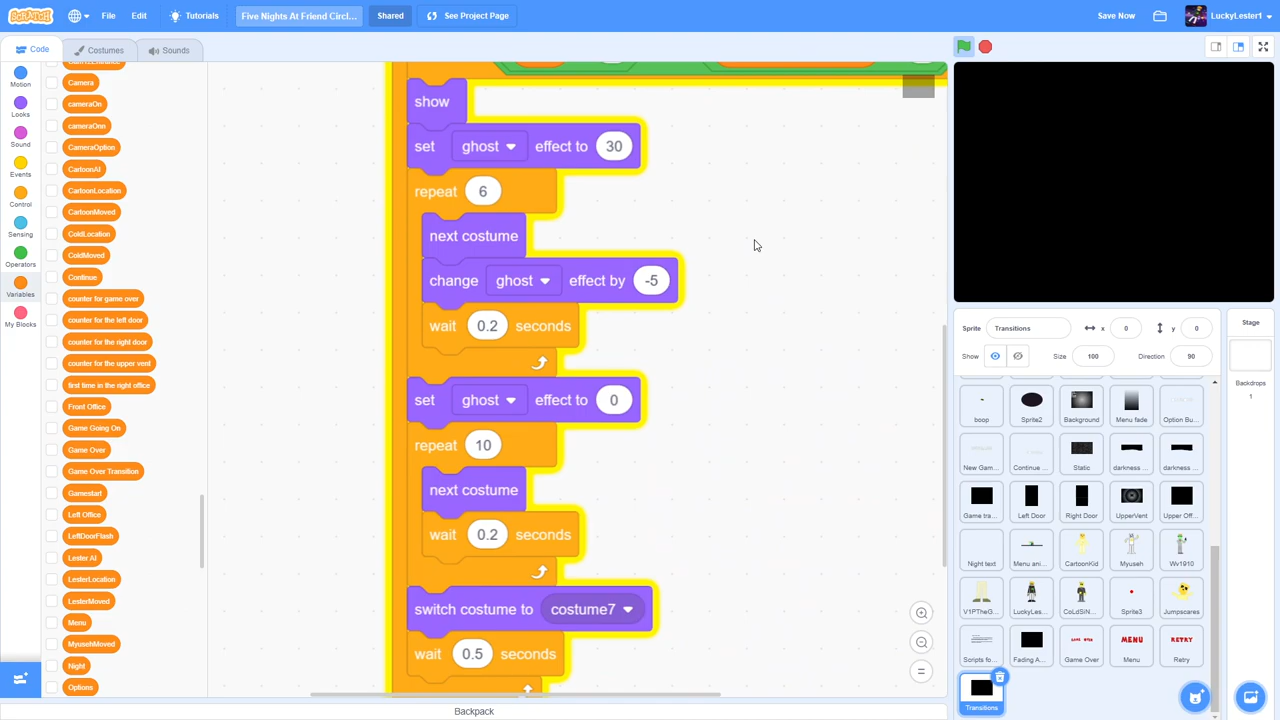 SCRATCH File Edit Tutorials Five Nights At Friend Circl... Shared See Project Page Save Now LuckyLester1
Code Costumes Sounds
Motion
Looks
Sound
Events
Control
Sensing
Operators
Variables
My Blocks
Camera
cameraOn
cameraOnn
CameraOption
CartoonAI
CartoonLocation
CartoonMoved
ColdLocation
ColdMoved
Continue
counter for game over
counter for the left door
counter for the right door
counter for the upper vent
first time in the right office
Front Office
Game Going On
Game Over
Game Over Transition
Gamestart
Left Office
LeftDoorFlash
Lester AI
LesterLocation
LesterMoved
Menu
MyusehMoved
Night
Options
show
set ghost effect to 30
repeat 6
next costume
change ghost effect by -5
wait 0.2 seconds
set ghost effect to 0
repeat 10
next costume
wait 0.2 seconds
switch costume to costume7
wait 0.5 seconds
Backpack
Sprite Transitions x 0 y 0
Show Size 100 Direction 90
Stage
Backdrops
1
boop Sprite2 Background Menu fade Option Bu...
New Gam... Continue ... Static darkness ... darkness ...
Game tra... Left Door Right Door UpperVent Upper Off...
Night text Menu ani... CartoonKid Myuseh Wv1910
V1PTheG... LuckyLes... CoLdSiN... Sprite3 Jumpscares
GAME OVER MENU RETRY
Scripts fo... Fading A... Game Over Menu Retry
Transitions